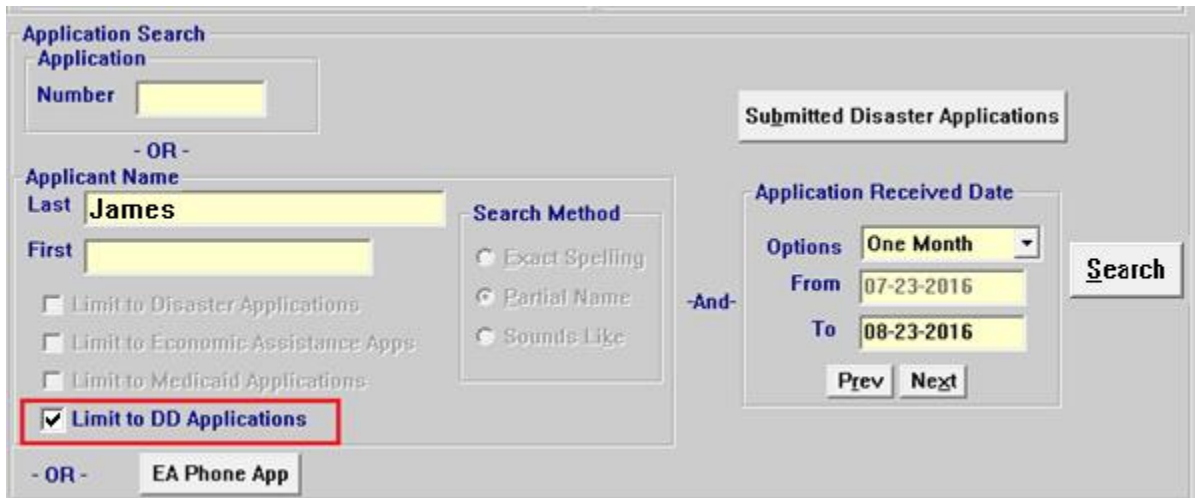 Application Search
Application
Number
- OR -
Submitted Disaster Applications
Applicant Name
Last James
First
Limit to Disaster Applications
Limit to Economic Assistance Apps
Limit to Medicaid Applications
Limit to DD Applications
Search Method
Exact Spelling
Partial Name
Sounds Like
-And-
Application Received Date
Options One Month
From 07-23-2016
To 08-23-2016
Prev Next
Search
- OR - EA Phone App